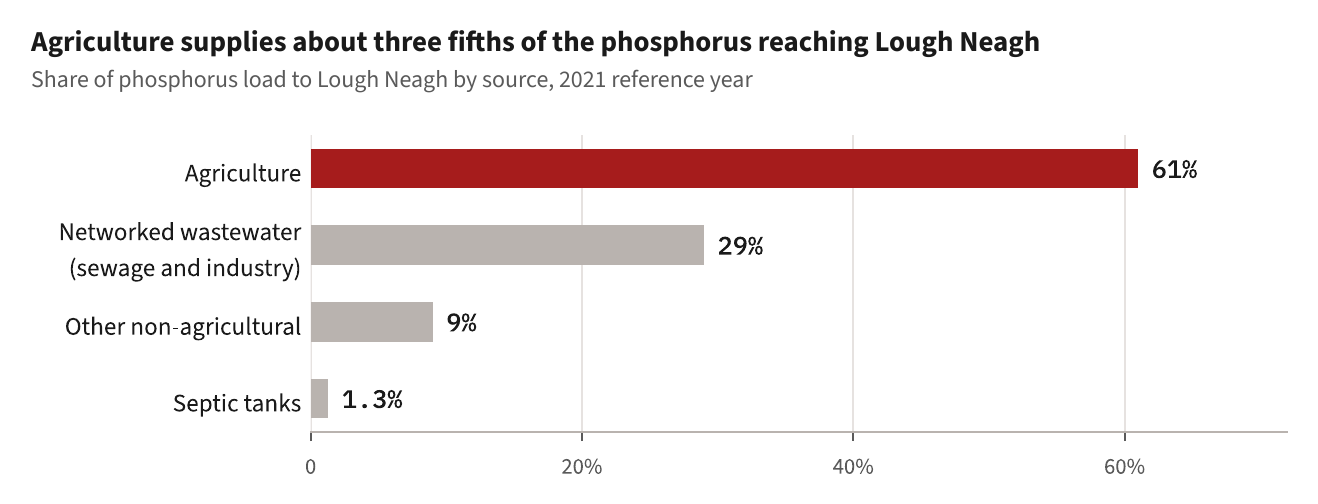 Agriculture supplies about three fifths of the phosphorus reaching Lough Neagh
Share of phosphorus load to Lough Neagh by source, 2021 reference year
Agriculture
61%
Networked wastewater
(sewage and industry)
29%
Other non-agricultural
9%
Septic tanks
1.3%
0
20%
40%
60%